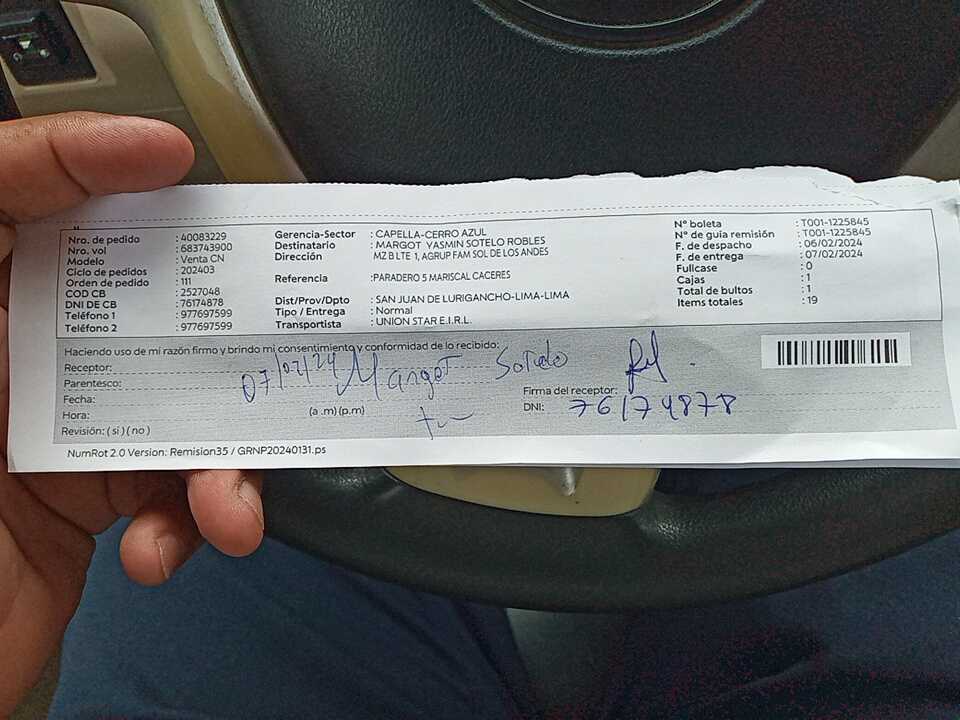 Nro. de pedido : 40083229
Nro. vol : 683743900
Modelo : Venta CN
Ciclo de pedidos : 202403
Orden de pedido : 111
COD CB : 2527048
DNI DE CB : 76174878
Teléfono 1 : 977697599
Teléfono 2 : 977697599
Gerencia-Sector : CAPELLA-CERRO AZUL
Destinatario : MARGOT YASMIN SOTELO ROBLES
Dirección MZ B LTE 1, AGRUP FAM SOL DE LOS ANDES
Referencia :PARADERO 5 MARISCAL CACERES
Dist/Prov/Dpto : SAN JUAN DE LURIGANCHO-LIMA-LIMA
Tipo / Entrega : Normal
Transportista : UNION STAR E.I.R.L.
N° boleta : T001-1225845
N° de guía remisión : T001-1225845
F. de despacho : 06/02/2024
F. de entrega : 07/02/2024
Fullcase : 0
Cajas : 1
Total de bultos : 1
Items totales : 19
Haciendo uso de mi razón firmo y brindo mi consentimiento y conformidad de lo recibido:
Receptor: Margot Sotelo
Parentesco:
Fecha: 07/02/24
Hora: (a .m) (p.m)
Revisión: ( si ) ( no )
Firma del receptor:
DNI: 76174878
NumRot 2.0 Version: Remision35 / GRNP20240131.ps